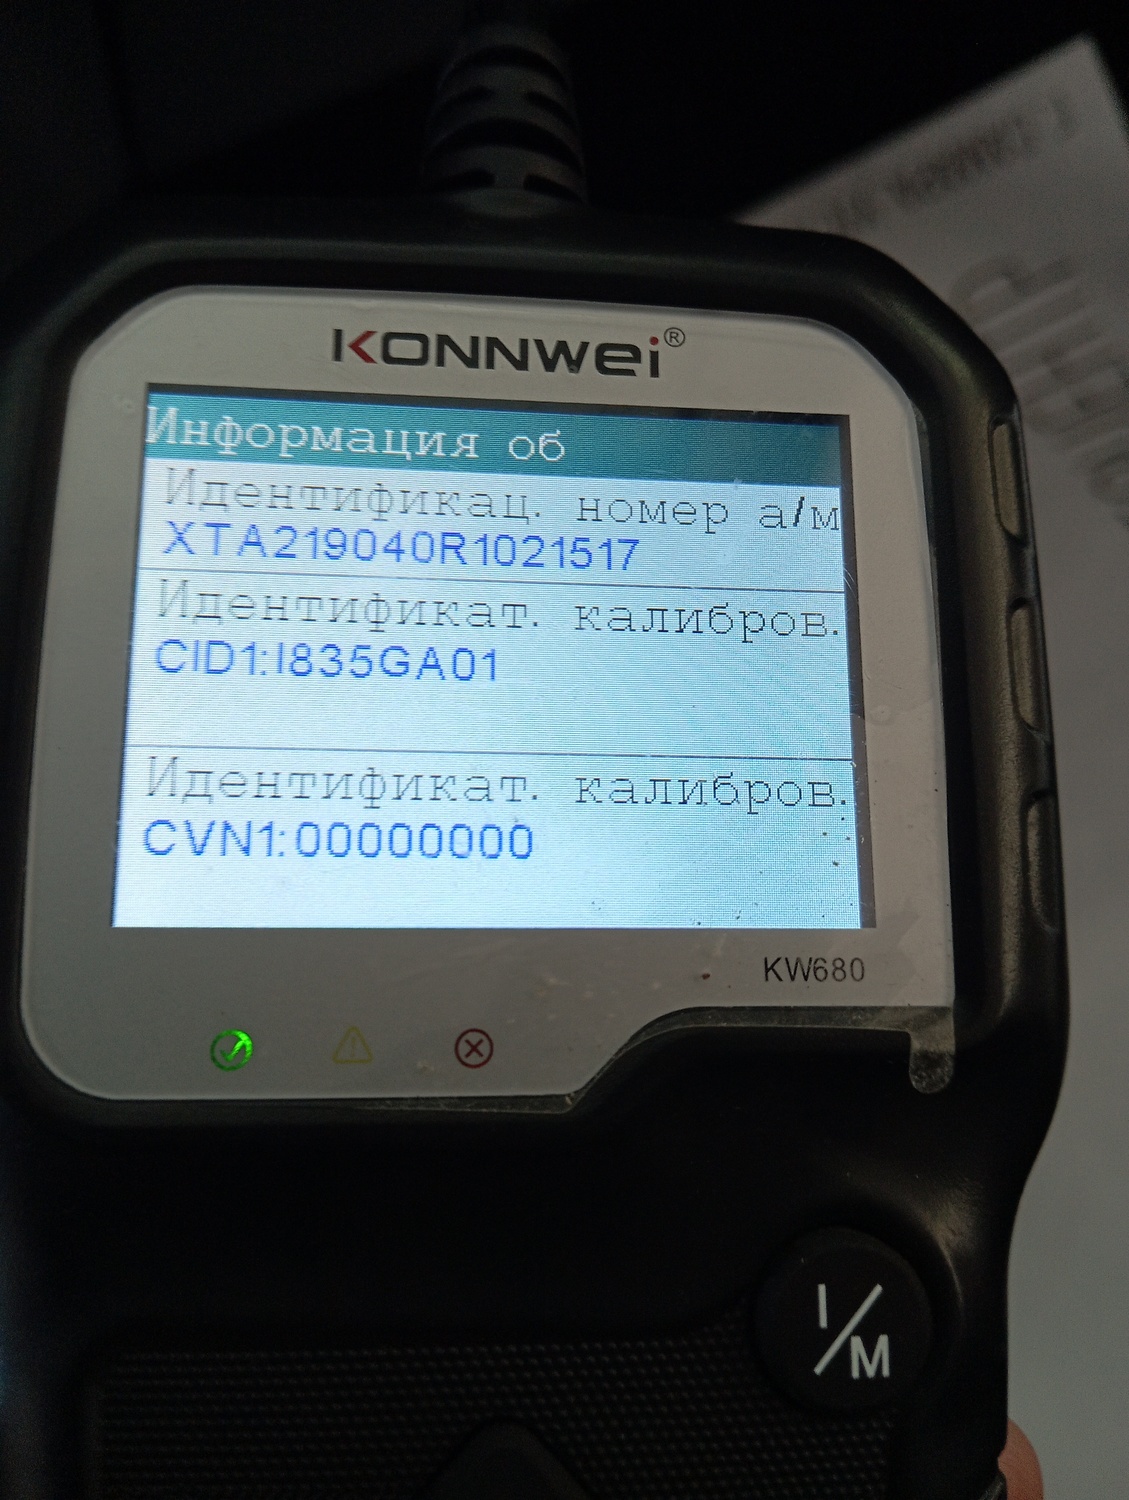 KONNWEI®
Информация об
Идентификац. номер а/м
XTA219040R1021517
Идентификат. калибров.
CID1:I835GA01
Идентификат. калибров.
CVN1:00000000
KW680
I/M